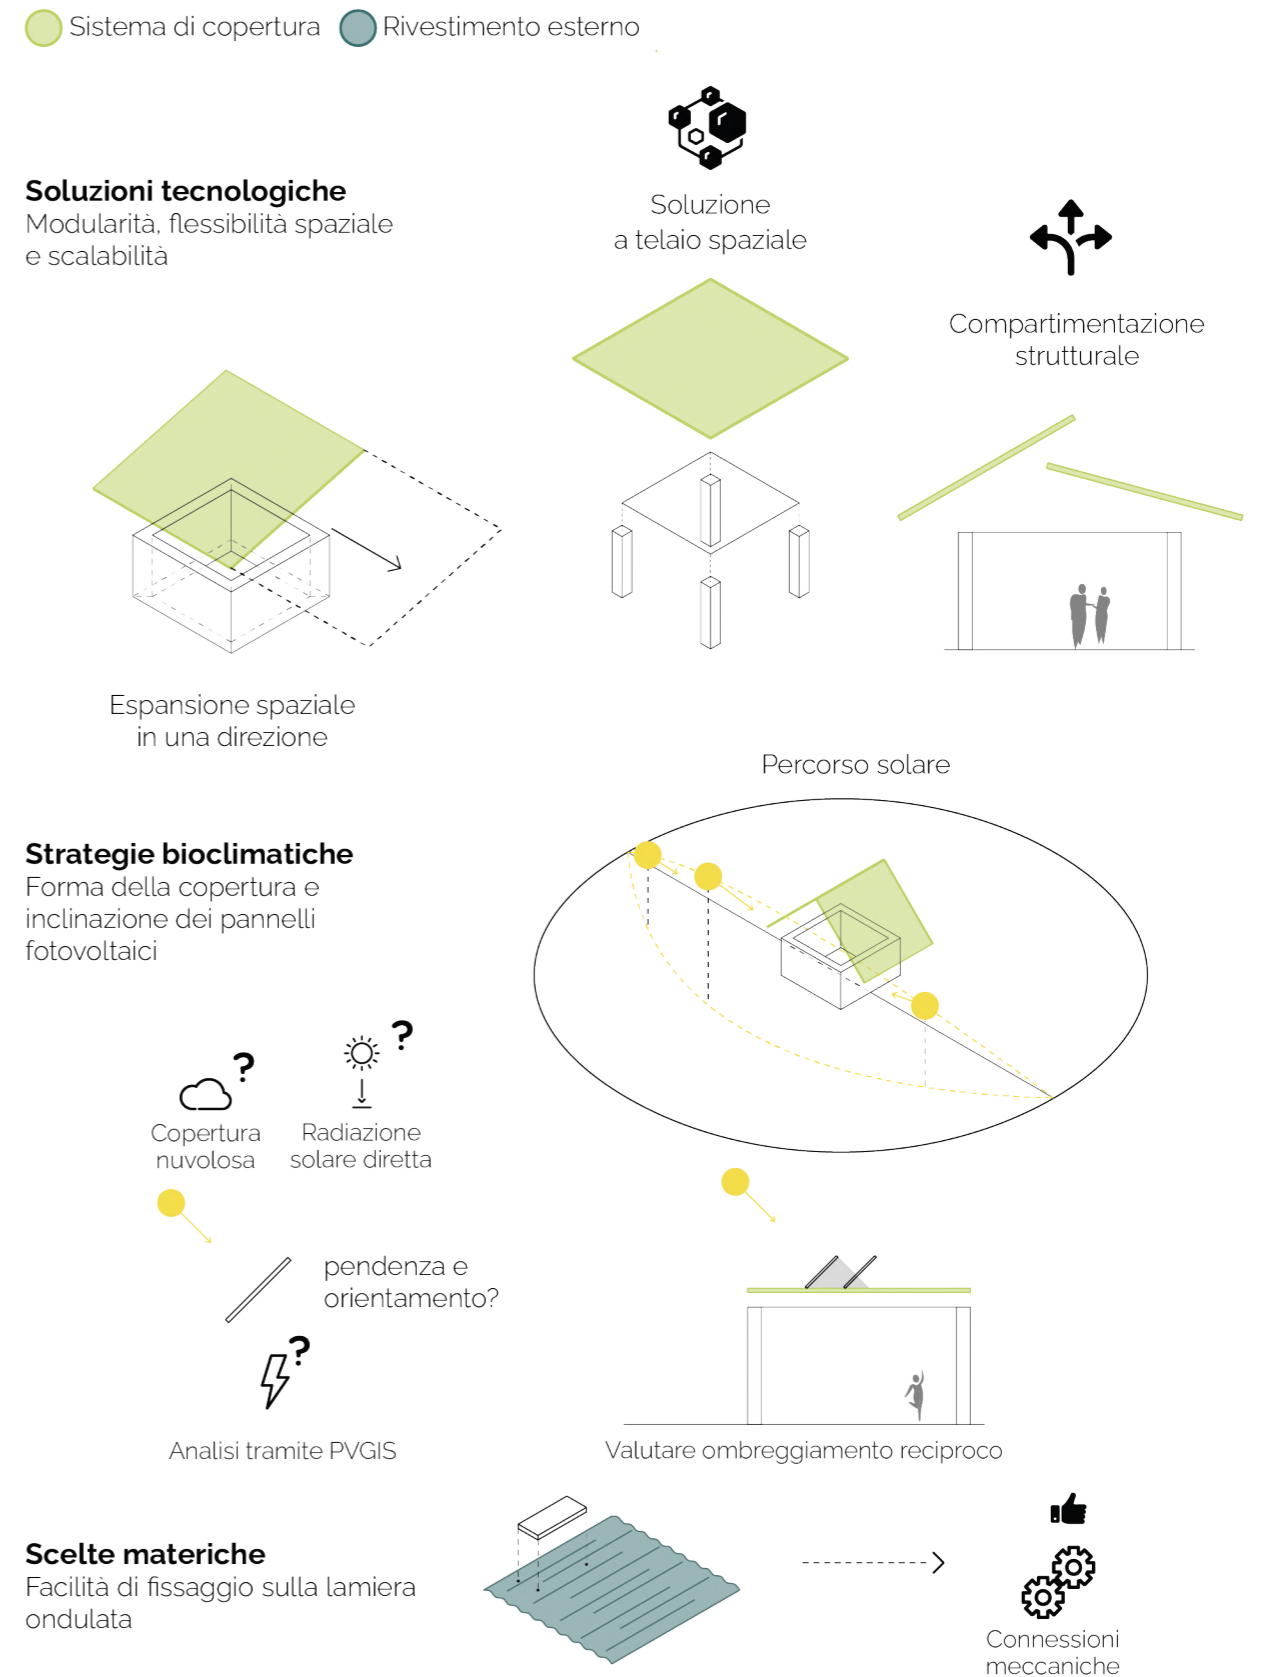 Sistema di copertura
Rivestimento esterno
Soluzioni tecnologiche
Modularità, flessibilità spaziale
e scalabilità
Soluzione
a telaio spaziale
Compartimentazione
strutturale
Espansione spaziale
in una direzione
Percorso solare
Strategie bioclimatiche
Forma della copertura e
inclinazione dei pannelli
fotovoltaici
?
?
Copertura
nuvolosa
Radiazione
solare diretta
pendenza e
orientamento?
?
Analisi tramite PVGIS
Valutare ombreggiamento reciproco
Scelte materiche
Facilità di fissaggio sulla lamiera
ondulata
Connessioni
meccaniche